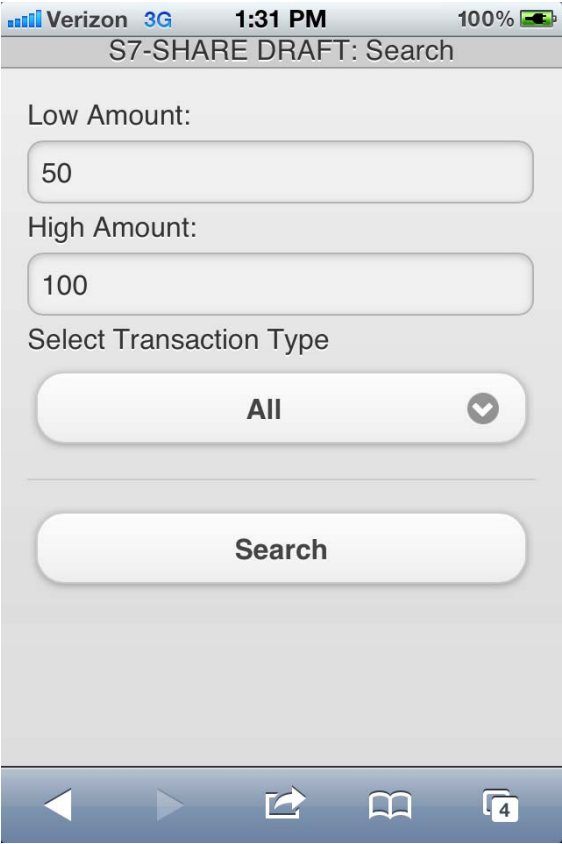 Verizon 3G 1:31 PM 100%
S7-SHARE DRAFT: Search
Low Amount:
50
High Amount:
100
Select Transaction Type
All
Search
4